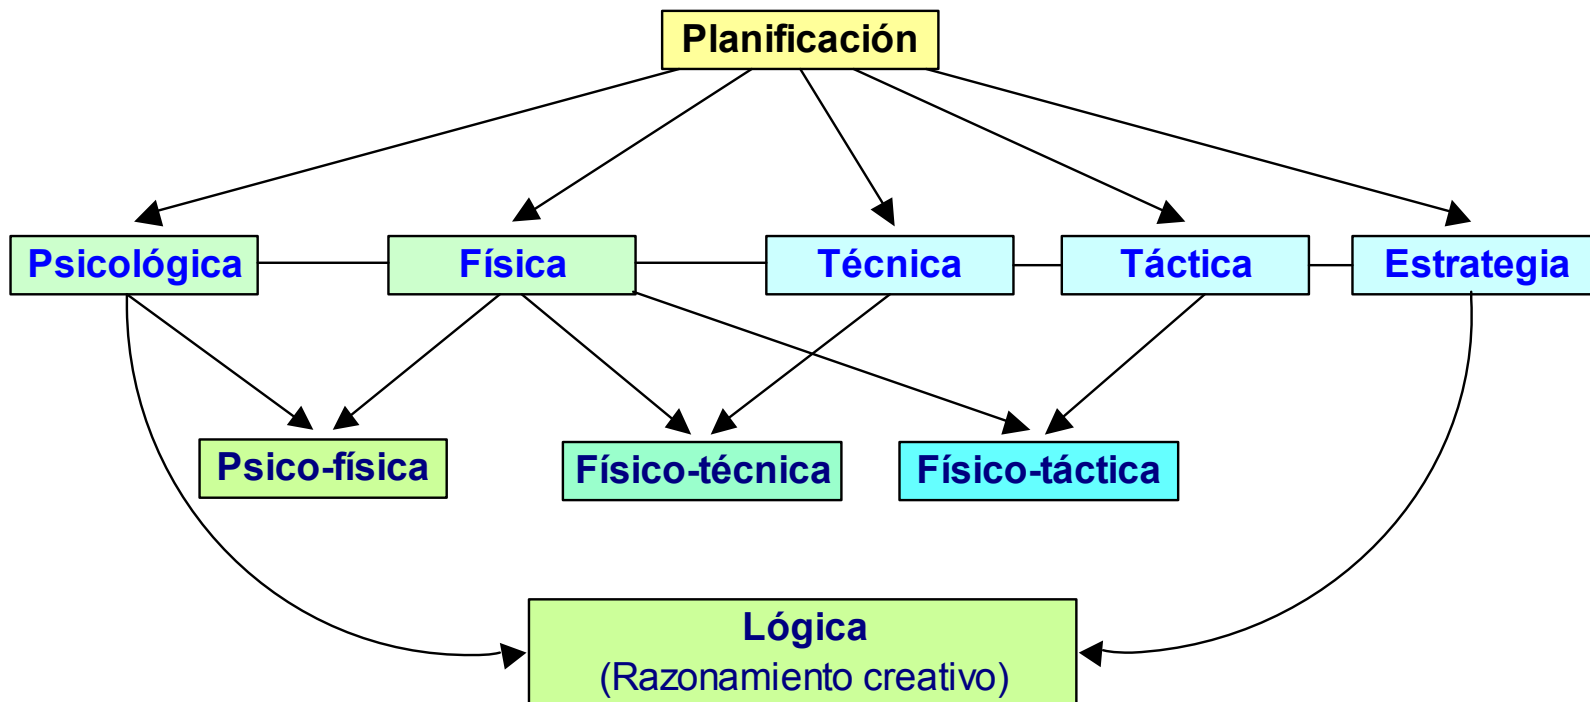 Planificación
Psicológica
Física
Técnica
Táctica
Estrategia
Psico-física
Físico-técnica
Físico-táctica
Lógica
(Razonamiento creativo)